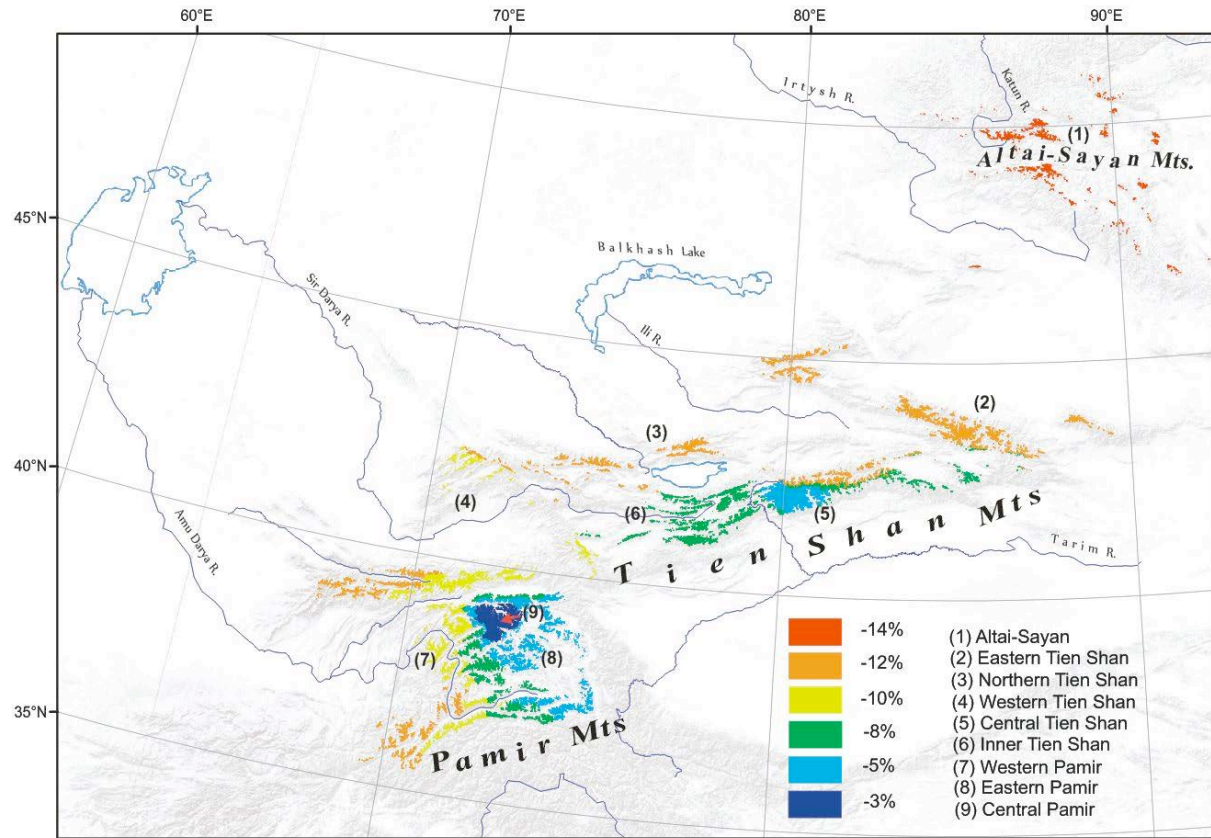 60°E
70°E
80°E
90°E
Irtysh R.
Katun R.
(1)
Altai-Sayan Mts.
45°N
Balkhash Lake
Sir Darya R.
Ili R.
(2)
(3)
40°N
(4)
(6)
(5)
Tien Shan Mts
Amu Darya R.
Tarim R.
(9)
(7)
(8)
35°N
Pamir Mts
-14%
-12%
-10%
-8%
-5%
-3%
(1) Altai-Sayan
(2) Eastern Tien Shan
(3) Northern Tien Shan
(4) Western Tien Shan
(5) Central Tien Shan
(6) Inner Tien Shan
(7) Western Pamir
(8) Eastern Pamir
(9) Central Pamir